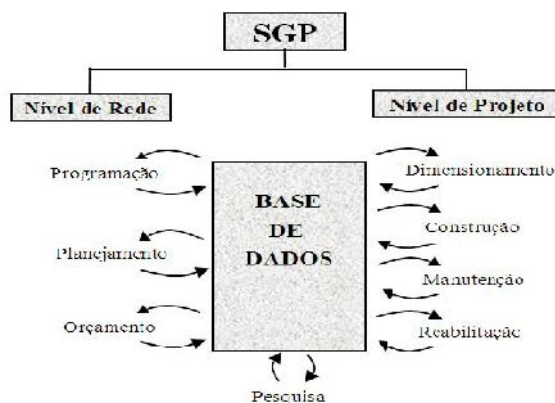 SGP
Nível de Rede
Nível de Projeto
Programação
Planejamento
Orçamento
BASE
DE
DADOS
Dimensionamento
Construção
Manutenção
Reabilitação
Pesquisa